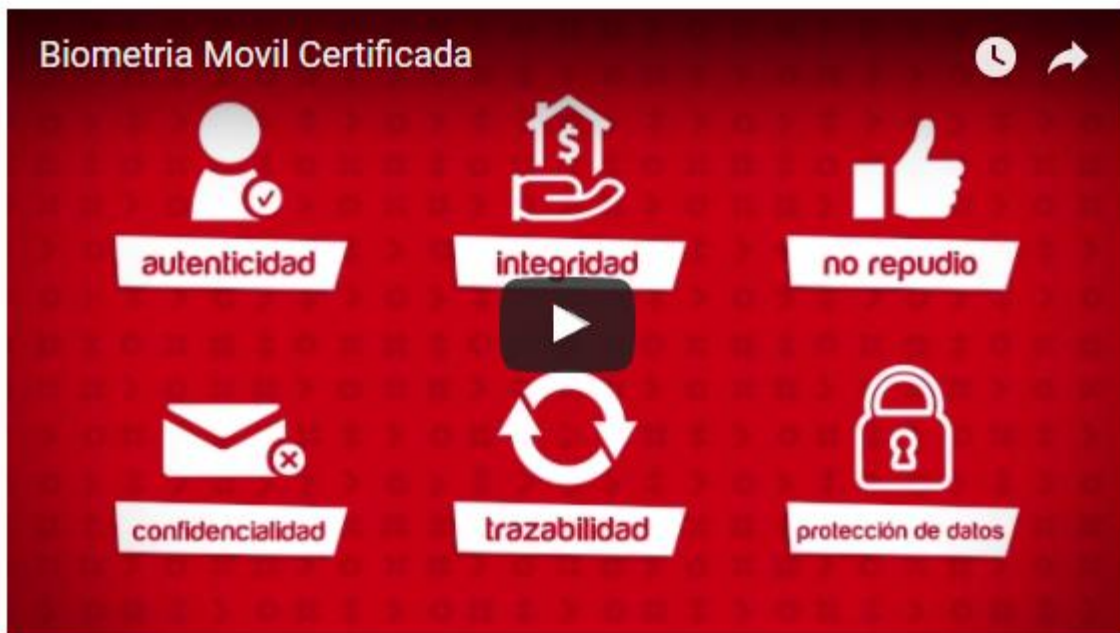 Biometria Movil Certificada
autenticidad
integridad
no repudio
$
confidencialidad
trazabilidad
protección de datos